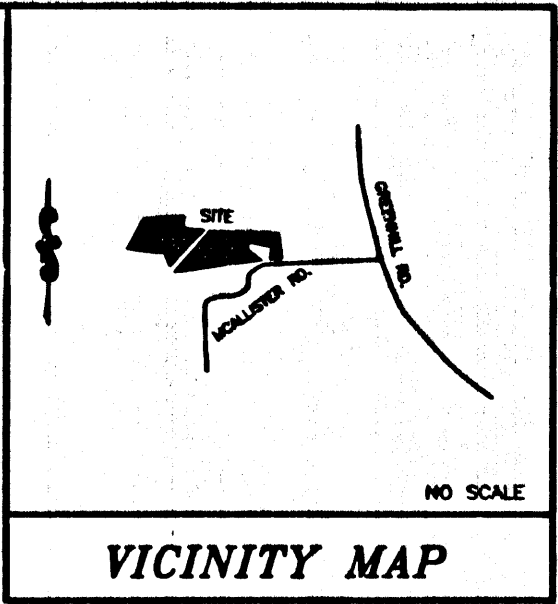 SITE
GREENHILL RD.
MCALLISTER RD.
NO SCALE
VICINITY MAP